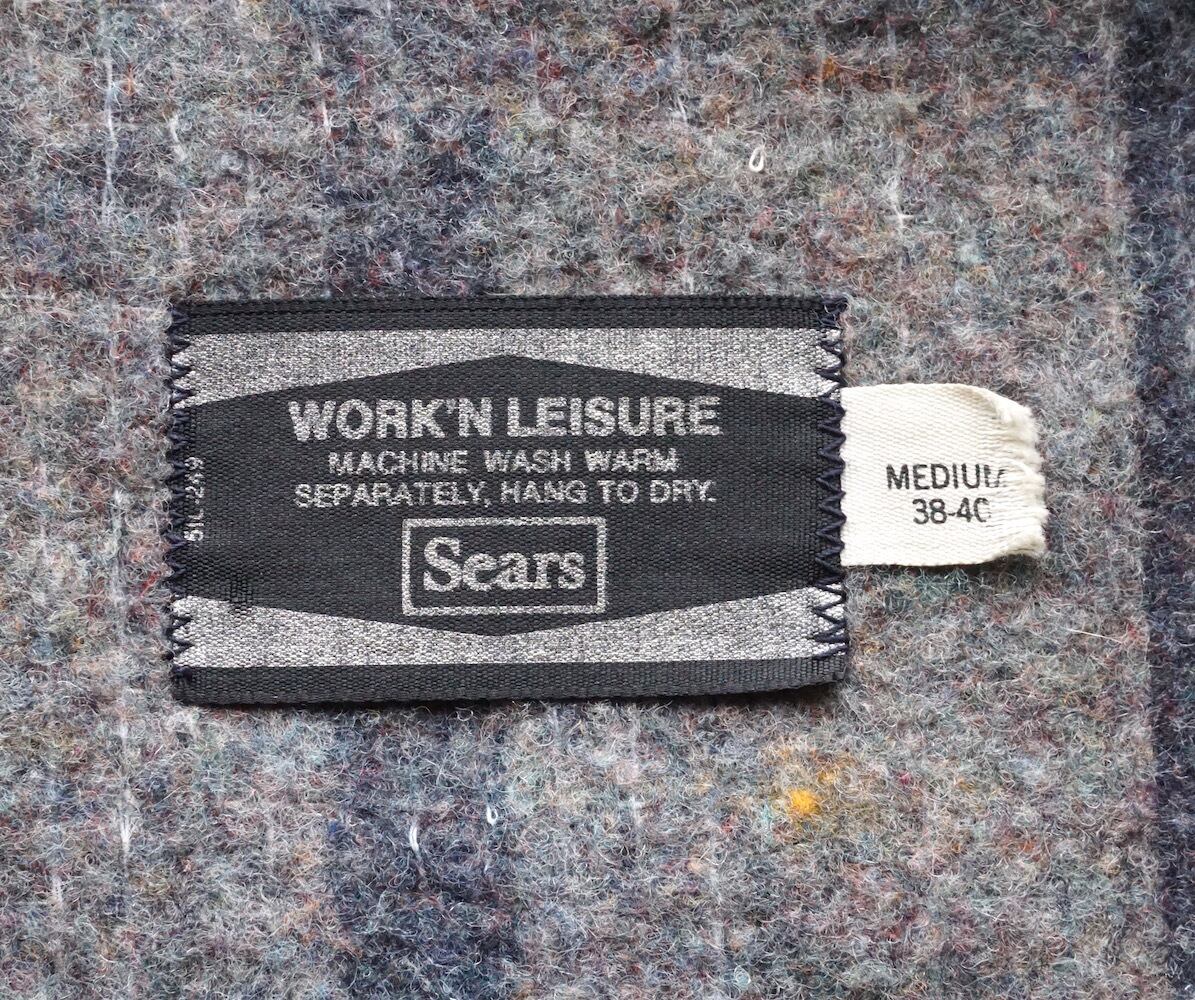 WORK'N LEISURE
MACHINE WASH WARM
SEPARATELY, HANG TO DRY.
Sears
MEDIUM
38-40